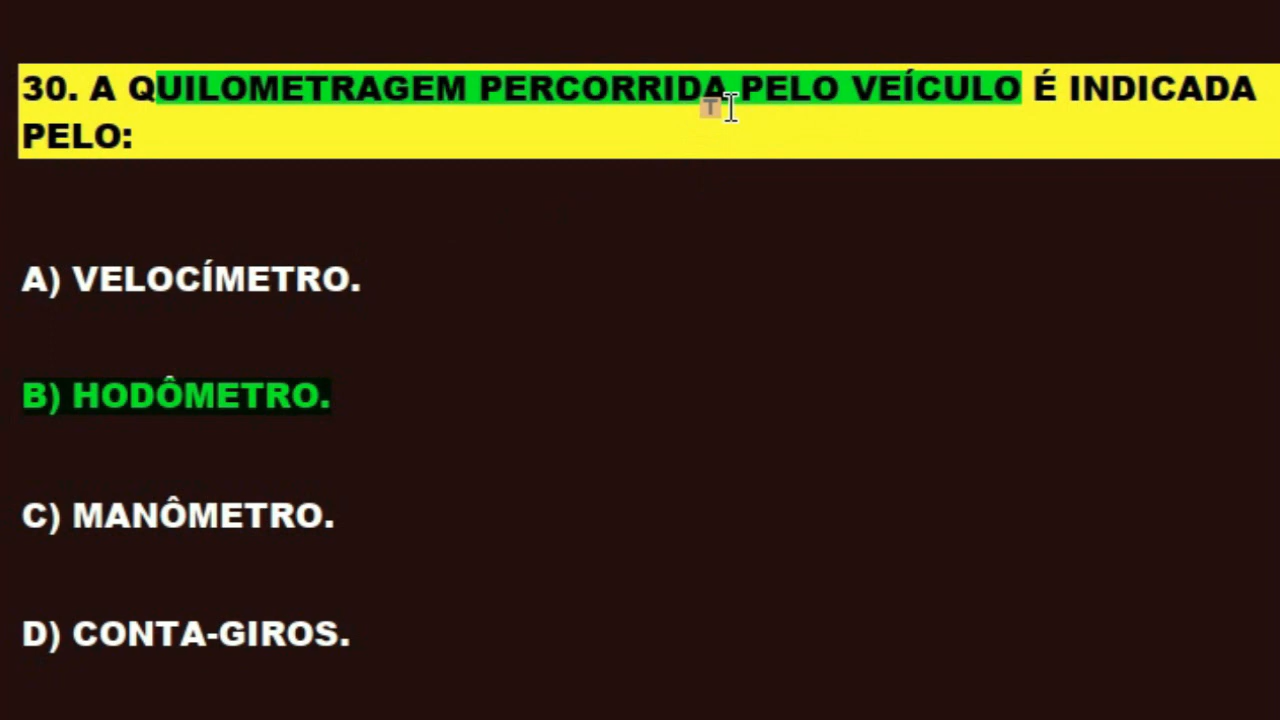 30. A QUILOMETRAGEM PERCORRIDA PELO VEÍCULO É INDICADA
PELO:
A) VELOCÍMETRO.
B) HODÔMETRO.
C) MANÔMETRO.
D) CONTA-GIROS.